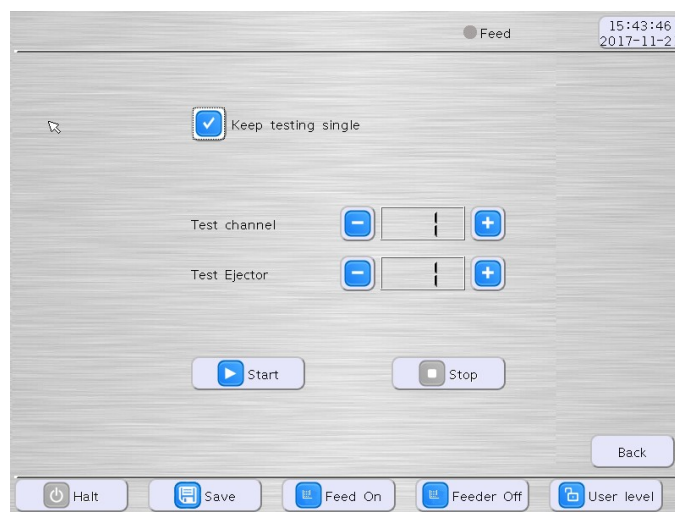 Feed
15:43:46
2017-11-2
Keep testing single
Test channel
1
Test Ejector
1
Start
Stop
Back
Halt
Save
Feed On
Feeder Off
User level